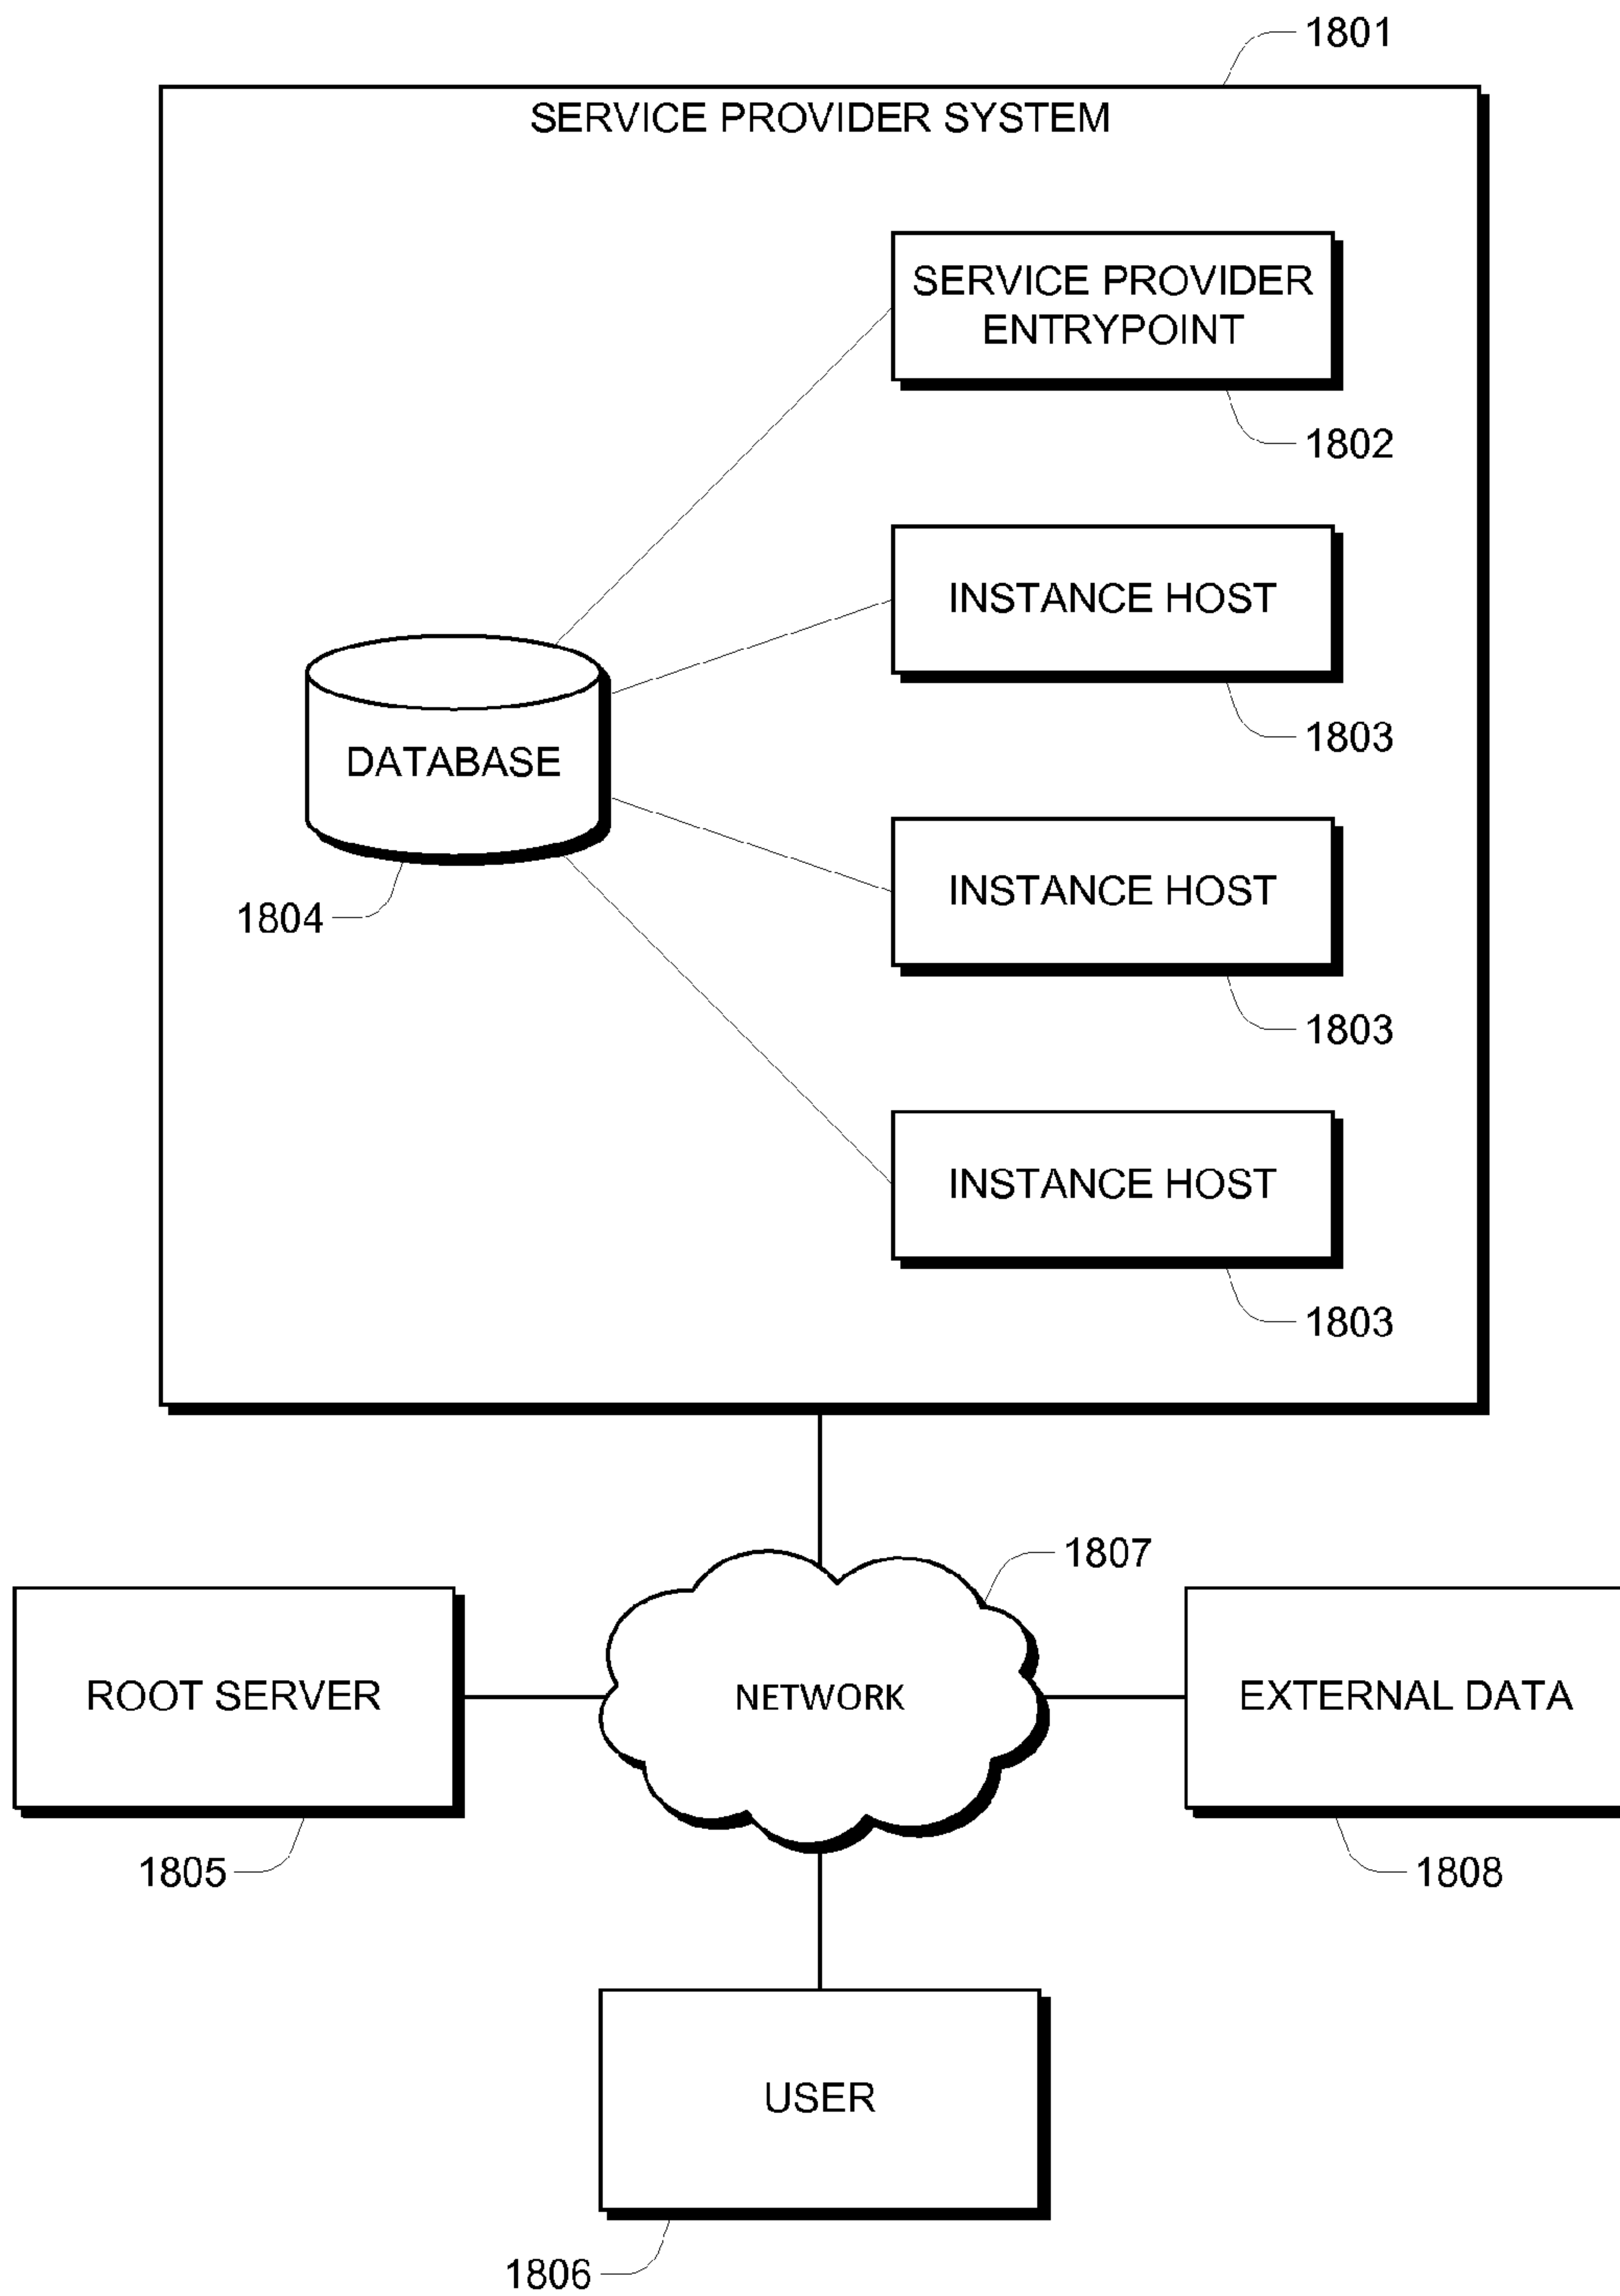 1801
SERVICE PROVIDER SYSTEM
SERVICE PROVIDER
ENTRYPOINT
1802
INSTANCE HOST
1803
DATABASE
1804
INSTANCE HOST
1803
INSTANCE HOST
1803
1807
ROOT SERVER
NETWORK
EXTERNAL DATA
1805
1808
USER
1806